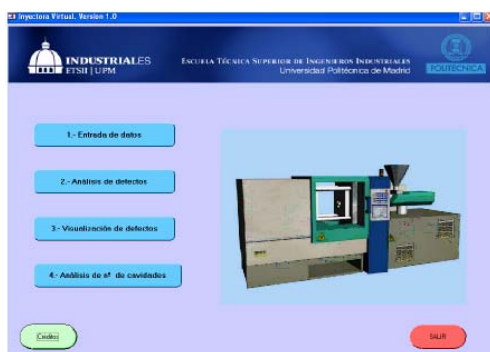 Inyectora Virtual. Version 1.0
INDUSTRIALES
ETSII | UPM
ESCUELA TÉCNICA SUPERIOR DE INGENIEROS INDUSTRIALES
Universidad Politécnica de Madrid
POLITÉCNICA
1.- Entrada de datos
2.- Análisis de defectos
3.- Visualización de defectos
4.- Análisis de nº de cavidades
Créditos
SALIR